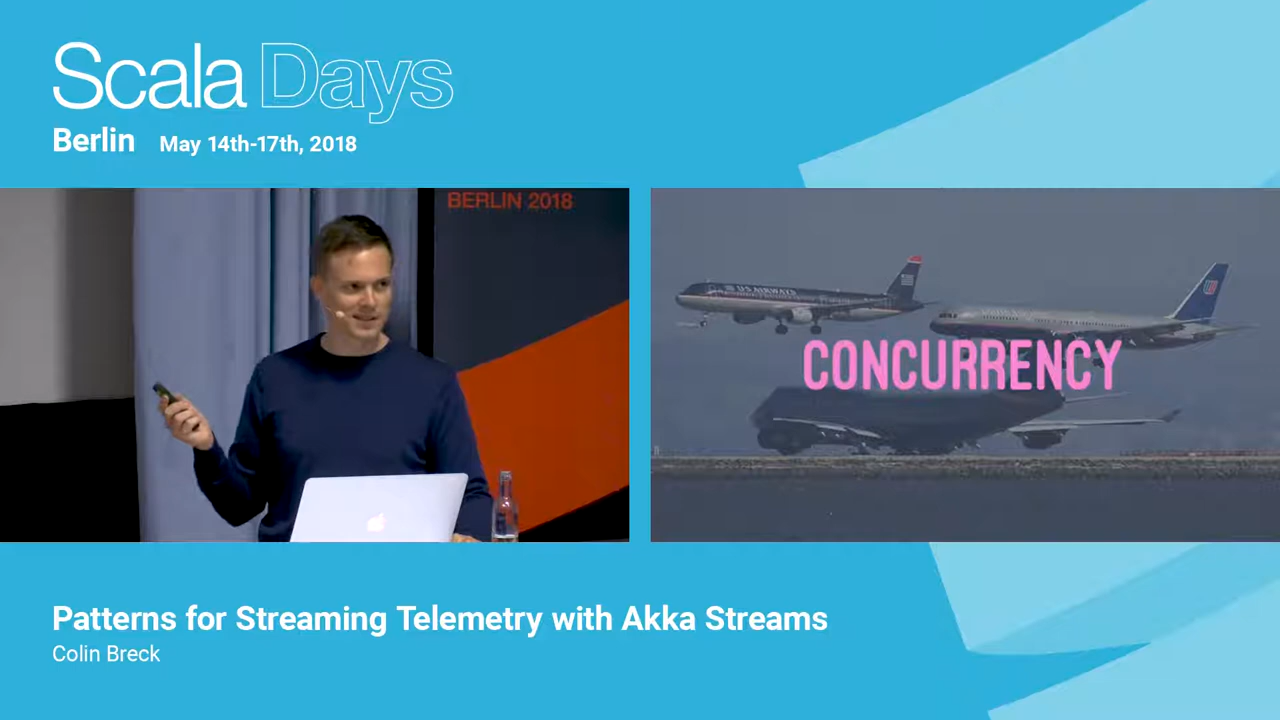 Scala Days
Berlin May 14th-17th, 2018
BERLIN 2018
U.S AIRWAYS
CONCURRENCY
Patterns for Streaming Telemetry with Akka Streams
Colin Breck